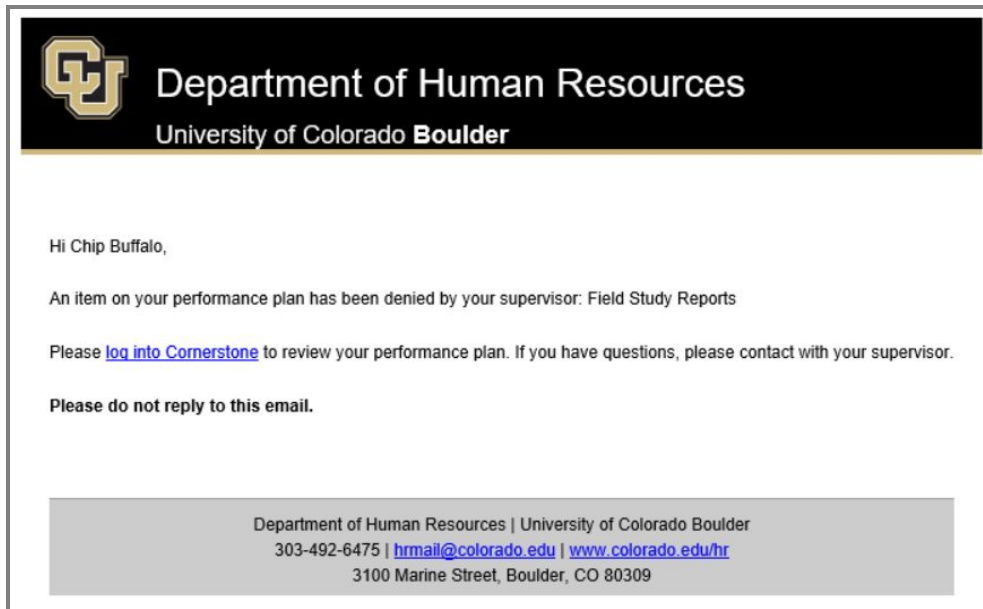 CU
Department of Human Resources
University of Colorado Boulder
Hi Chip Buffalo,
An item on your performance plan has been denied by your supervisor: Field Study Reports
Please log into Cornerstone to review your performance plan. If you have questions, please contact with your supervisor.
Please do not reply to this email.
Department of Human Resources | University of Colorado Boulder
303-492-6475 | hrmail@colorado.edu | www.colorado.edu/hr
3100 Marine Street, Boulder, CO 80309